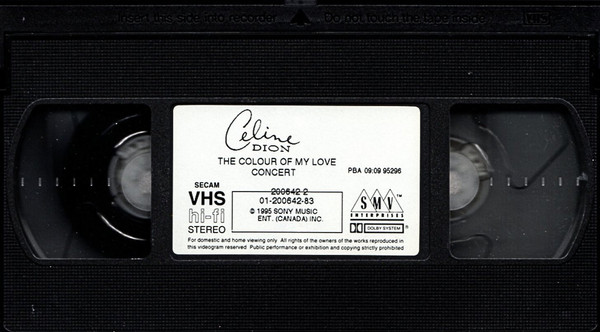 Insert this side into recorder Do not touch the tape inside VHS
Celine
DION
THE COLOUR OF MY LOVE
CONCERT
PBA 09:09 95296
SECAM
VHS
hi-fi
STEREO
200642-2
01-200642-83
© 1995 SONY MUSIC
ENT. (CANADA) INC.
SMV™
ENTERPRISES
DOLBY SYSTEM®
For domestic and home viewing only All rights of the owners of the works reproduced in
this videogram reserved Public performance or exhibition and copying strictly prohibited